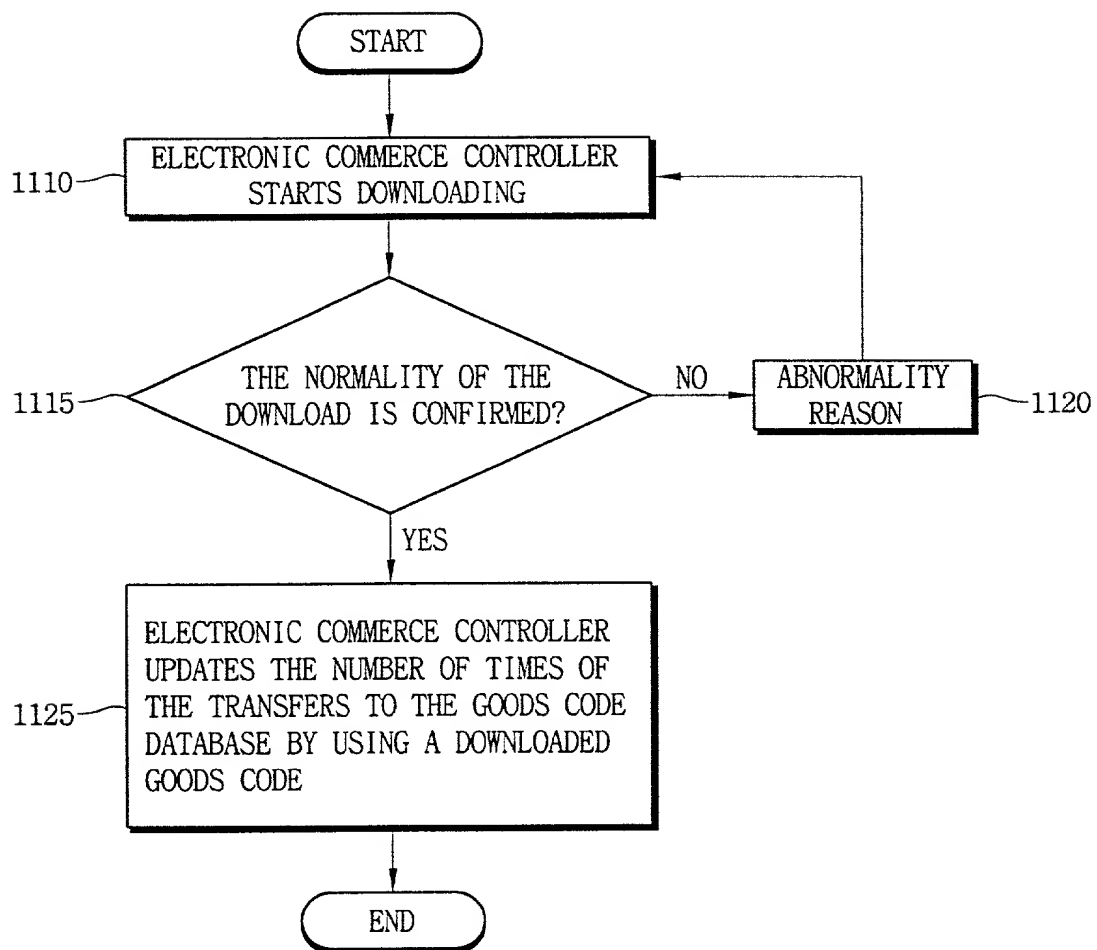 START
ELECTRONIC COMMERCE CONTROLLER
STARTS DOWNLOADING
1110
THE NORMALITY OF THE
DOWNLOAD IS CONFIRMED?
1115
NO
ABNORMALITY
REASON
1120
YES
ELECTRONIC COMMERCE CONTROLLER
UPDATES THE NUMBER OF TIMES OF
THE TRANSFERS TO THE GOODS CODE
DATABASE BY USING A DOWNLOADED
GOODS CODE
1125
END